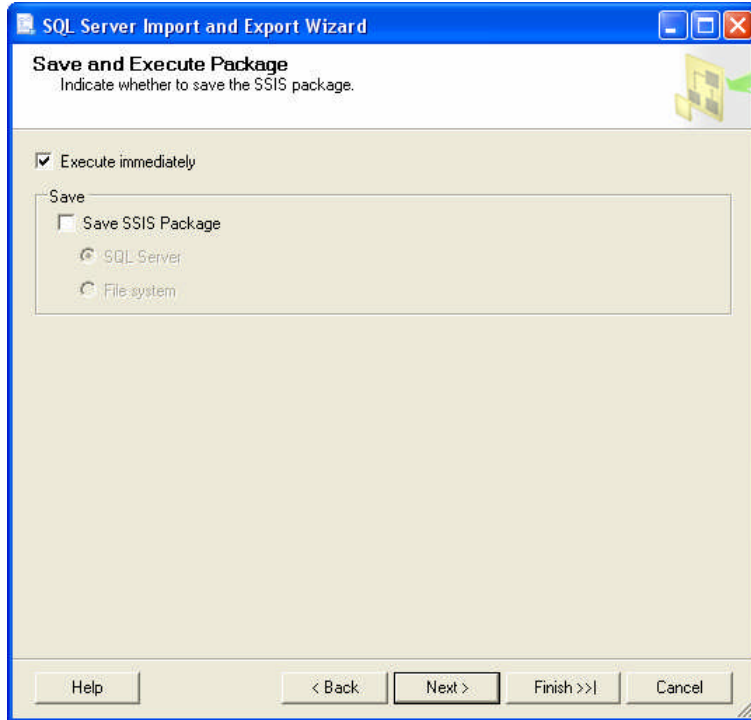 SQL Server Import and Export Wizard
Save and Execute Package
Indicate whether to save the SSIS package.
Execute immediately
Save
Save SSIS Package
SQL Server
File system
Help
< Back
Next >
Finish >>|
Cancel